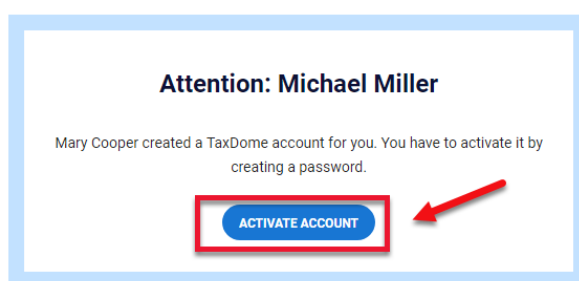 Attention: Michael Miller
Mary Cooper created a TaxDome account for you. You have to activate it by
creating a password.
ACTIVATE ACCOUNT